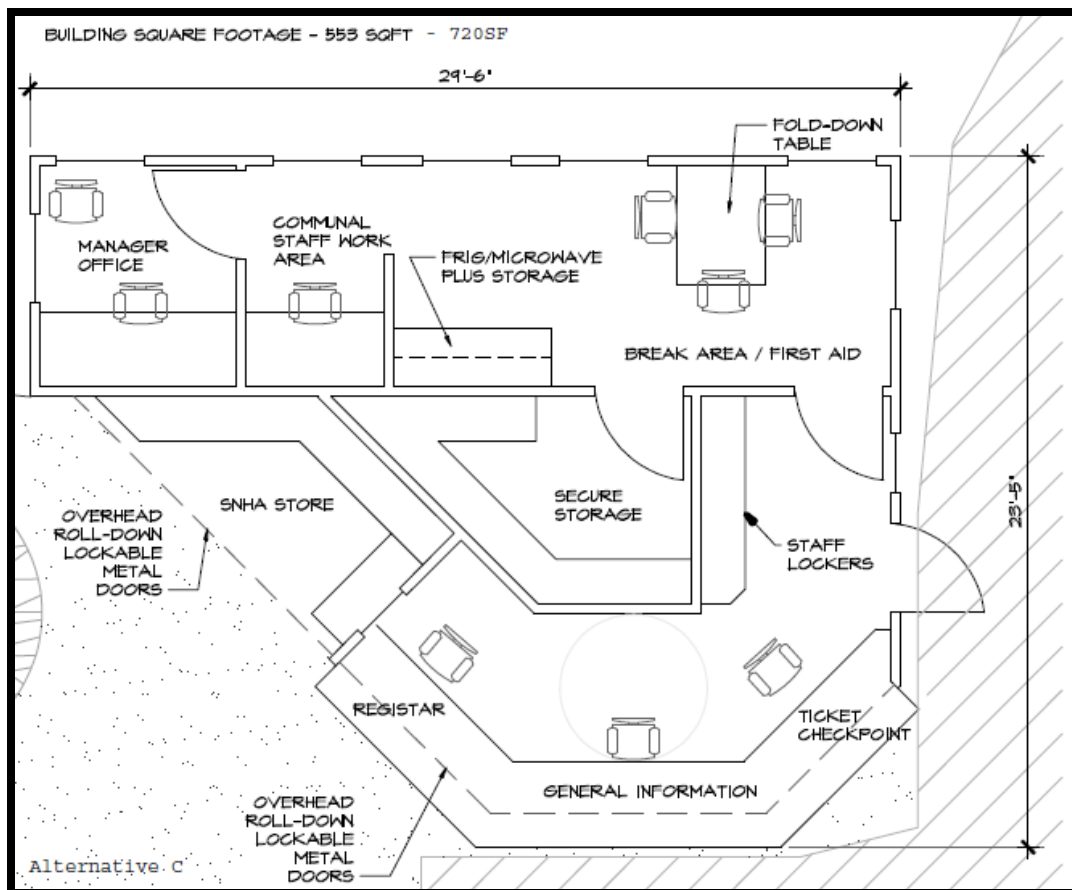 BUILDING SQUARE FOOTAGE - 553 SQFT - 720SF
29'-6"
FOLD-DOWN
TABLE
MANAGER
OFFICE
COMMUNAL
STAFF WORK
AREA
FRIG/MICROWAVE
PLUS STORAGE
BREAK AREA / FIRST AID
SNHA STORE
SECURE
STORAGE
23'-5"
OVERHEAD
ROLL-DOWN
LOCKABLE
METAL
DOORS
STAFF
LOCKERS
REGISTAR
TICKET
CHECKPOINT
GENERAL INFORMATION
OVERHEAD
ROLL-DOWN
LOCKABLE
METAL
DOORS
Alternative C